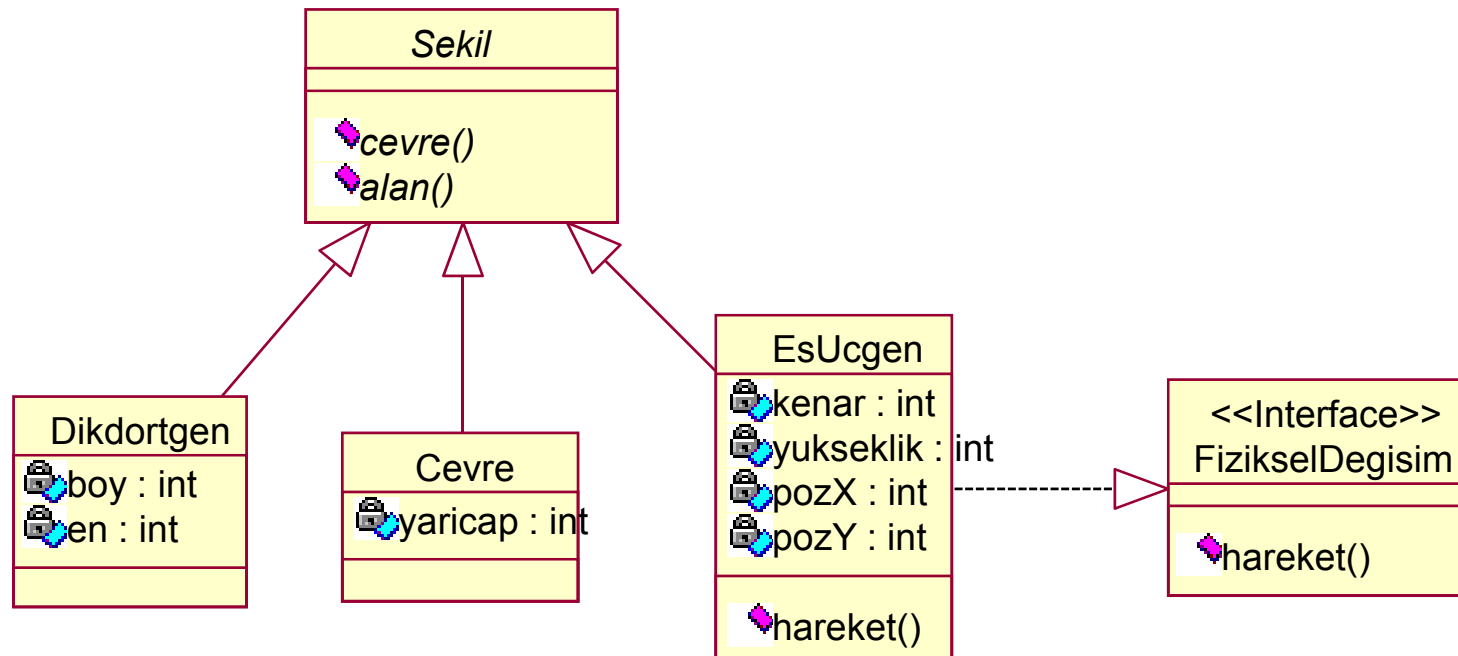 Sekil
cevre()
alan()
Dikdortgen
boy : int
en : int
Cevre
yaricap : int
EsUcgen
kenar : int
yukseklik : int
pozX : int
pozY : int
hareket()
<<Interface>>
FizikselDegisim
hareket()